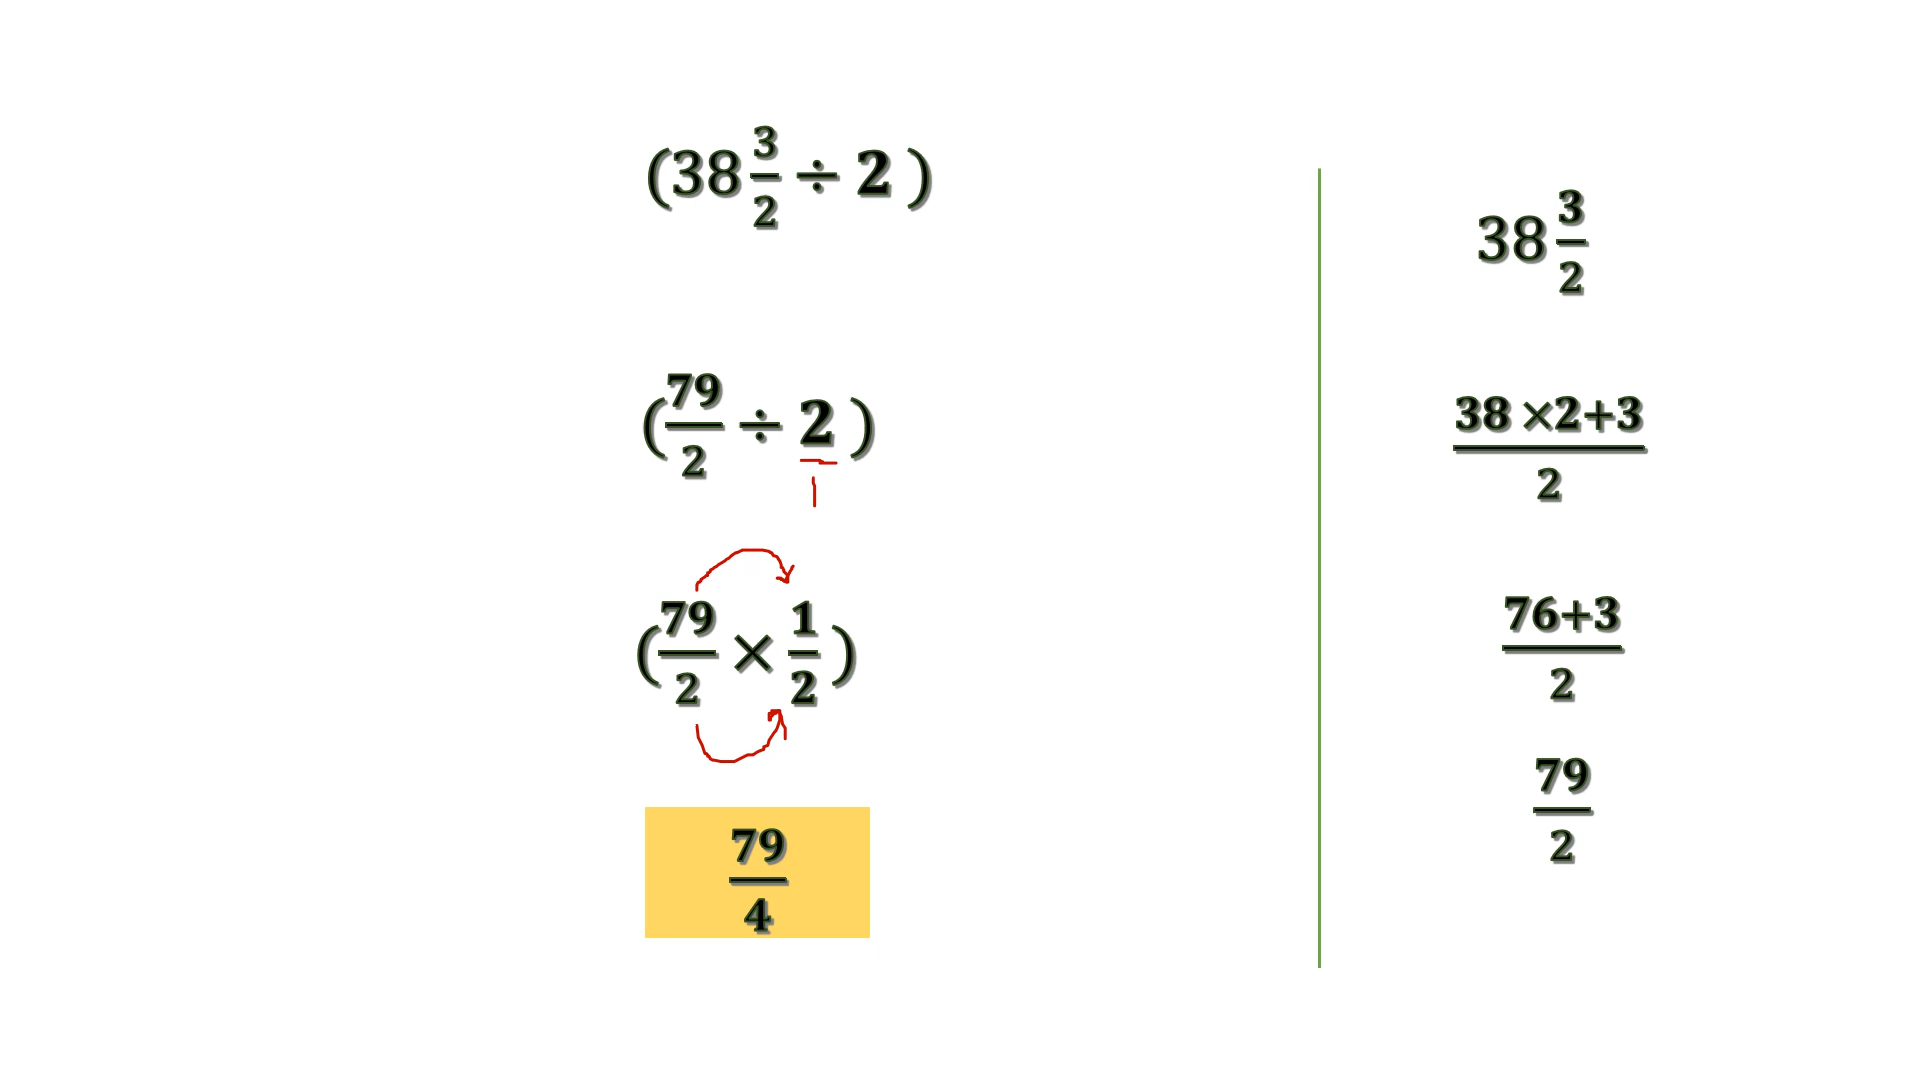 (38 3/2 ÷ 2 )
(79/2 ÷ 2 )
1
(79/2 × 1/2)
79/4
38 3/2
38 ×2+3/2
76+3/2
79/2